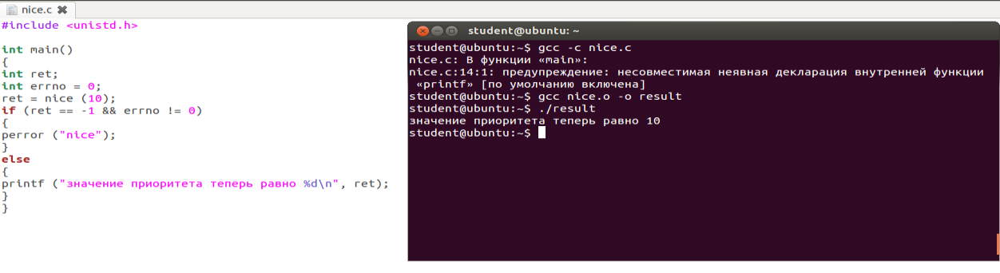 nice.c
#include <unistd.h>
int main()
{
int ret;
int errno = 0;
ret = nice (10);
if (ret == -1 && errno != 0)
{
perror ("nice");
}
else
{
printf ("значение приоритета теперь равно %d\n", ret);
}
}
student@ubuntu: ~
student@ubuntu:~$ gcc -c nice.c
nice.c: В функции «main»:
nice.c:14:1: предупреждение: несовместимая неявная декларация внутренней функции
«printf» [по умолчанию включена]
student@ubuntu:~$ gcc nice.o -o result
student@ubuntu:~$ ./result
значение приоритета теперь равно 10
student@ubuntu:~$